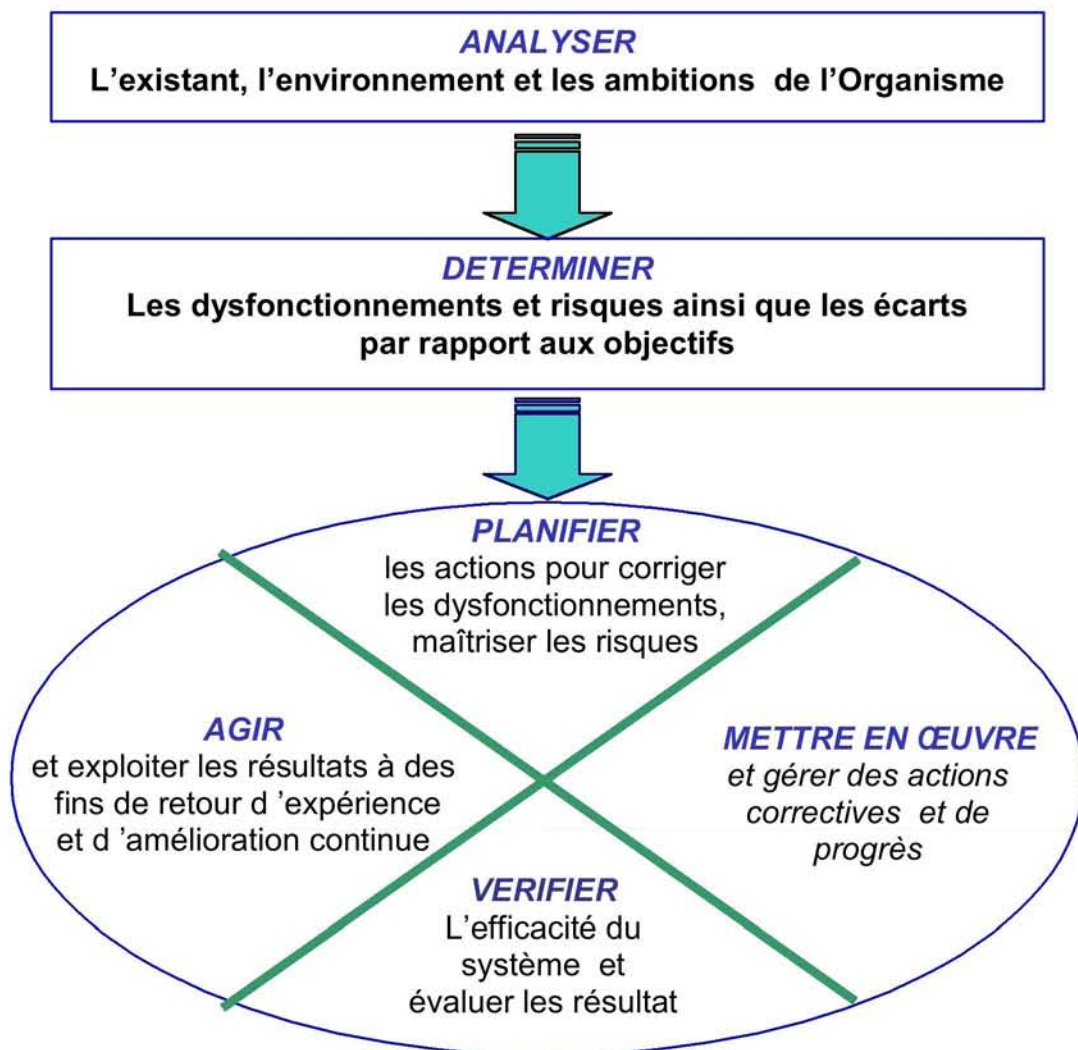 ANALYSER
L'existant, l'environnement et les ambitions de l'Organisme
DETERMINER
Les dysfonctionnements et risques ainsi que les écarts
par rapport aux objectifs
PLANIFIER
les actions pour corriger
les dysfonctionnements,
maîtriser les risques
AGIR
et exploiter les résultats à des
fins de retour d 'expérience
et d 'amélioration continue
METTRE EN ŒUVRE
et gérer des actions
correctives et de
progrès
VERIFIER
L'efficacité du
système et
évaluer les résultat